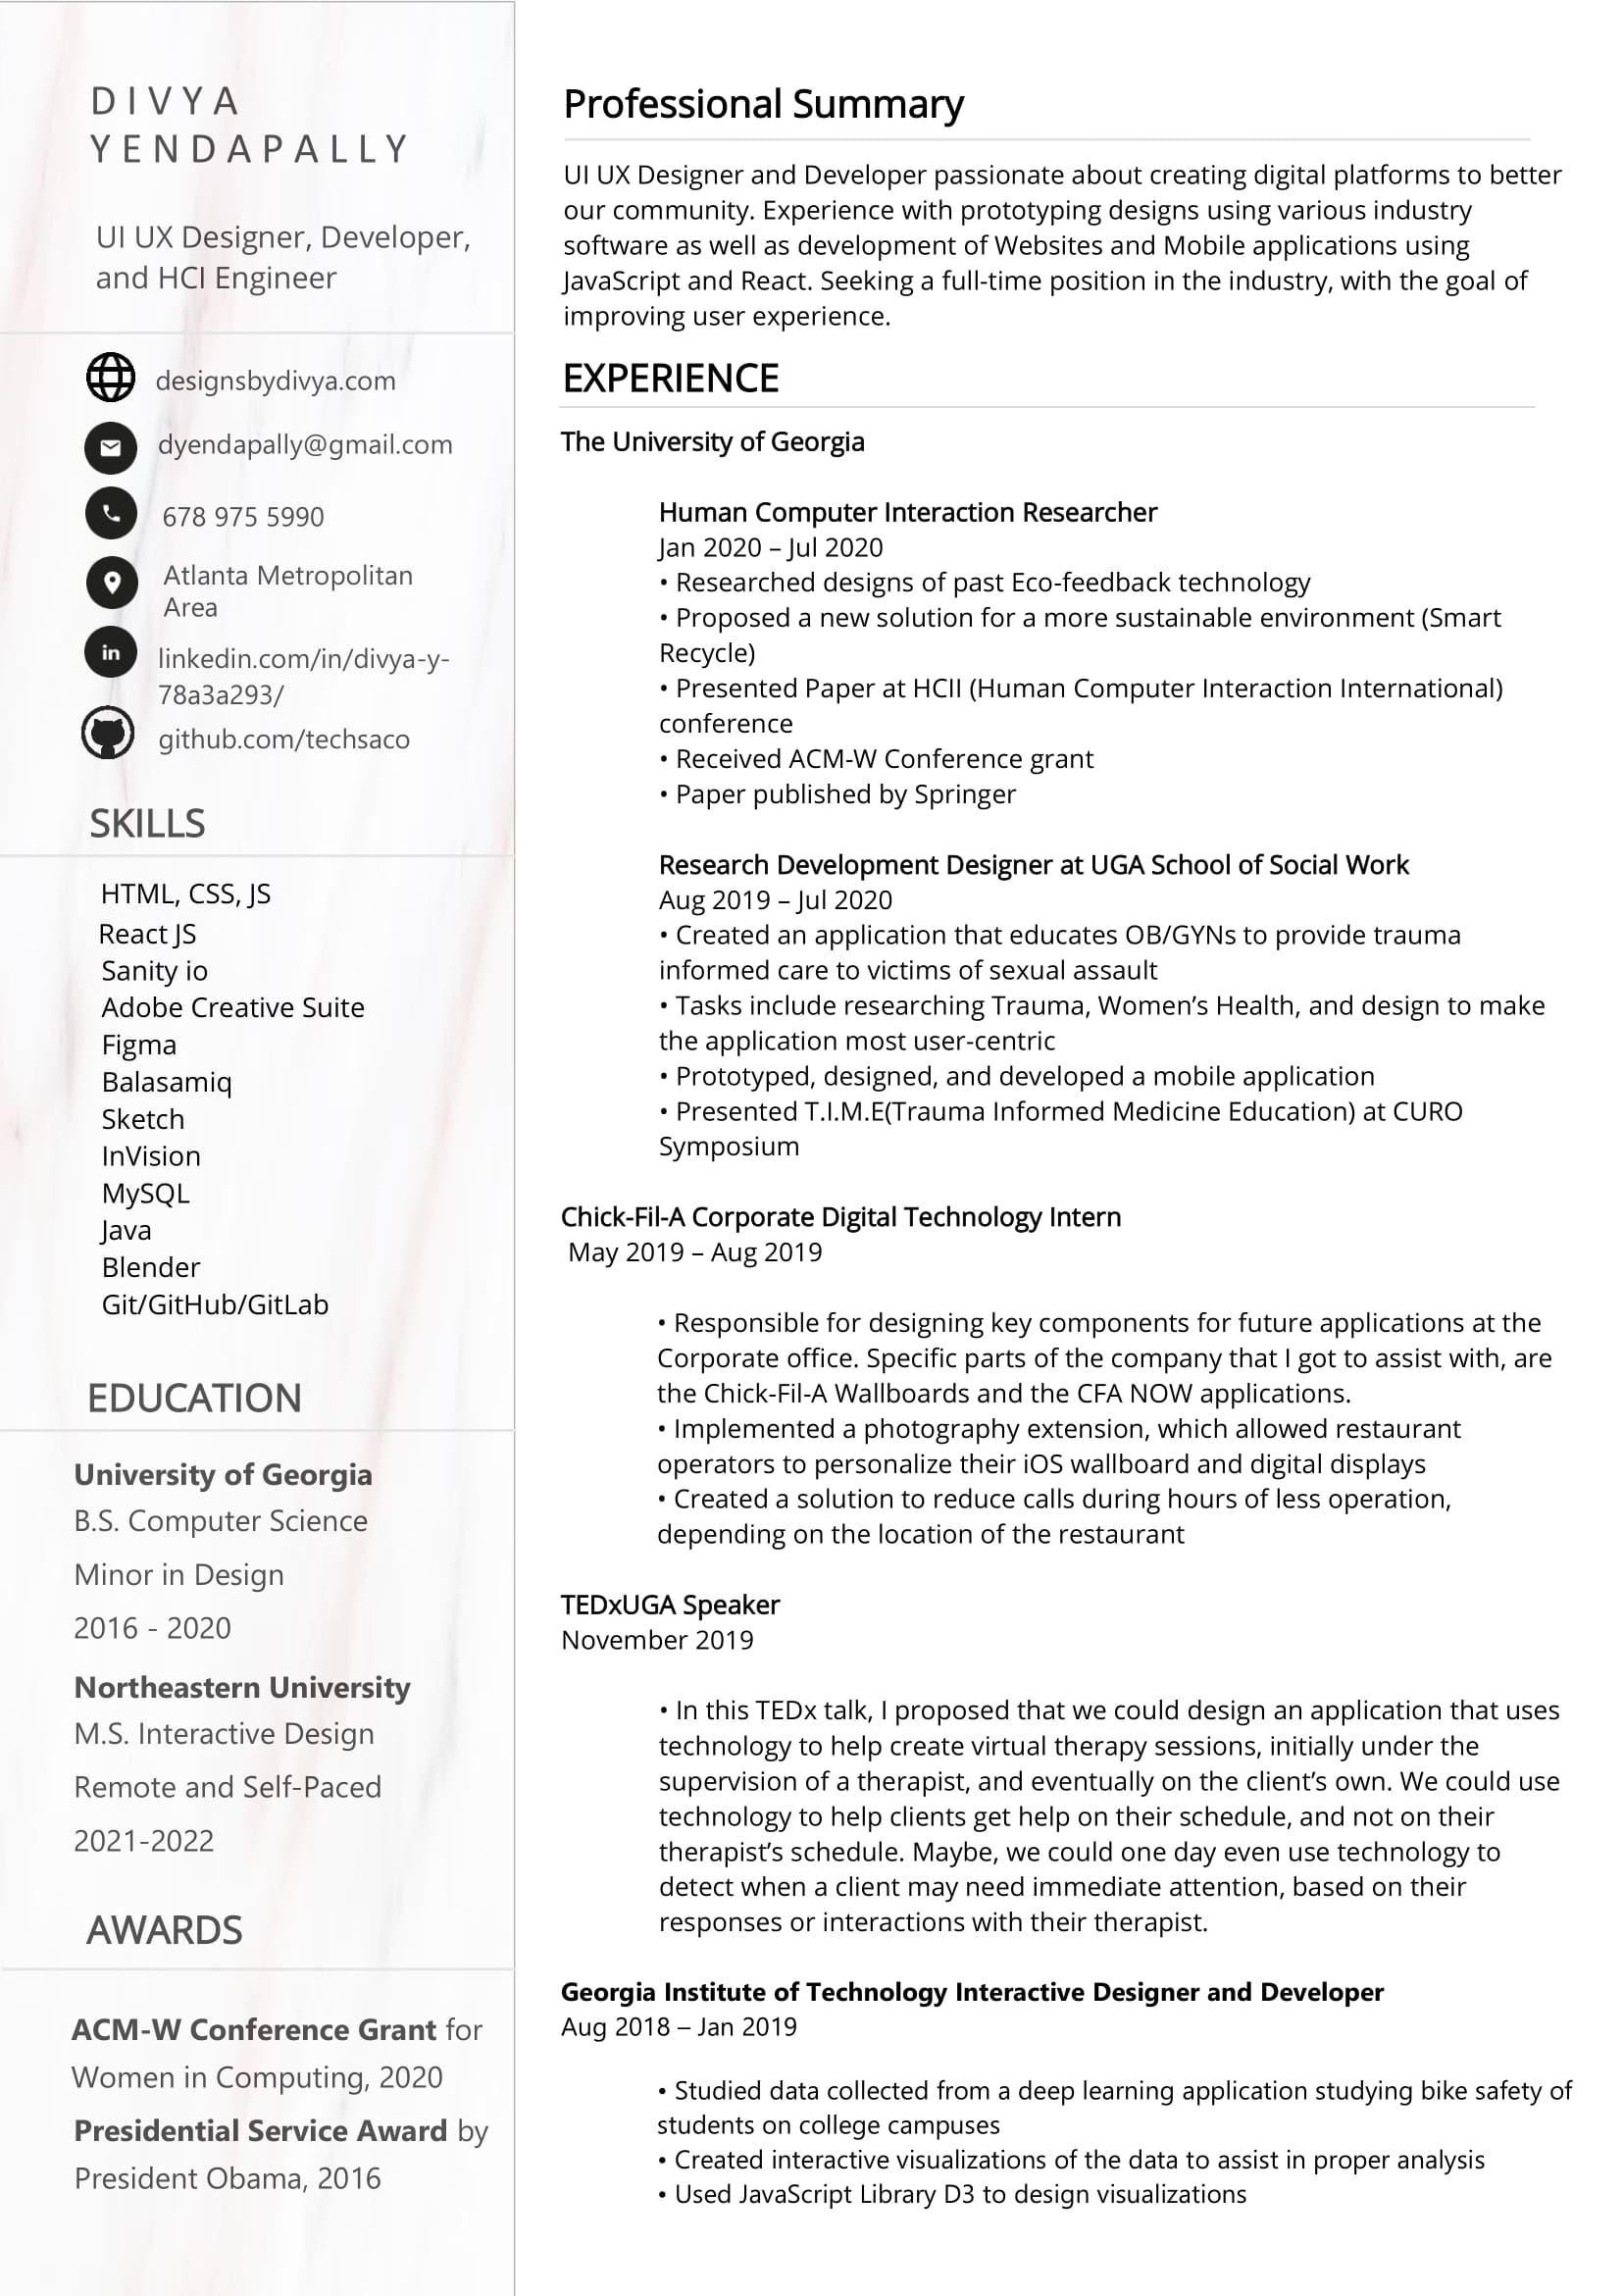 DIVYA
YENDAPALLY
UI UX Designer, Developer,
and HCI Engineer
designsbydivya.com
dyendapally@gmail.com
678 975 5990
Atlanta Metropolitan
Area
in
linkedin.com/in/divya-y-
78a3a293/
github.com/techsaco
SKILLS
HTML, CSS, JS
React JS
Sanity io
Adobe Creative Suite
Figma
Balasamiq
Sketch
InVision
MySQL
Java
Blender
Git/GitHub/GitLab
EDUCATION
University of Georgia
B.S. Computer Science
Minor in Design
2016 - 2020
Northeastern University
M.S. Interactive Design
Remote and Self-Paced
2021-2022
AWARDS
ACM-W Conference Grant for
Women in Computing, 2020
Presidential Service Award by
President Obama, 2016
Professional Summary
UI UX Designer and Developer passionate about creating digital platforms to better
our community. Experience with prototyping designs using various industry
software as well as development of Websites and Mobile applications using
JavaScript and React. Seeking a full-time position in the industry, with the goal of
improving user experience.
EXPERIENCE
The University of Georgia
Human Computer Interaction Researcher
Jan 2020 – Jul 2020
• Researched designs of past Eco-feedback technology
• Proposed a new solution for a more sustainable environment (Smart
Recycle)
• Presented Paper at HCII (Human Computer Interaction International)
conference
• Received ACM-W Conference grant
• Paper published by Springer
Research Development Designer at UGA School of Social Work
Aug 2019 – Jul 2020
• Created an application that educates OB/GYNs to provide trauma
informed care to victims of sexual assault
• Tasks include researching Trauma, Women’s Health, and design to make
the application most user-centric
• Prototyped, designed, and developed a mobile application
• Presented T.I.M.E(Trauma Informed Medicine Education) at CURO
Symposium
Chick-Fil-A Corporate Digital Technology Intern
May 2019 – Aug 2019
• Responsible for designing key components for future applications at the
Corporate office. Specific parts of the company that I got to assist with, are
the Chick-Fil-A Wallboards and the CFA NOW applications.
• Implemented a photography extension, which allowed restaurant
operators to personalize their iOS wallboard and digital displays
• Created a solution to reduce calls during hours of less operation,
depending on the location of the restaurant
TEDxUGA Speaker
November 2019
• In this TEDx talk, I proposed that we could design an application that uses
technology to help create virtual therapy sessions, initially under the
supervision of a therapist, and eventually on the client’s own. We could use
technology to help clients get help on their schedule, and not on their
therapist’s schedule. Maybe, we could one day even use technology to
detect when a client may need immediate attention, based on their
responses or interactions with their therapist.
Georgia Institute of Technology Interactive Designer and Developer
Aug 2018 – Jan 2019
• Studied data collected from a deep learning application studying bike safety of
students on college campuses
• Created interactive visualizations of the data to assist in proper analysis
• Used JavaScript Library D3 to design visualizations